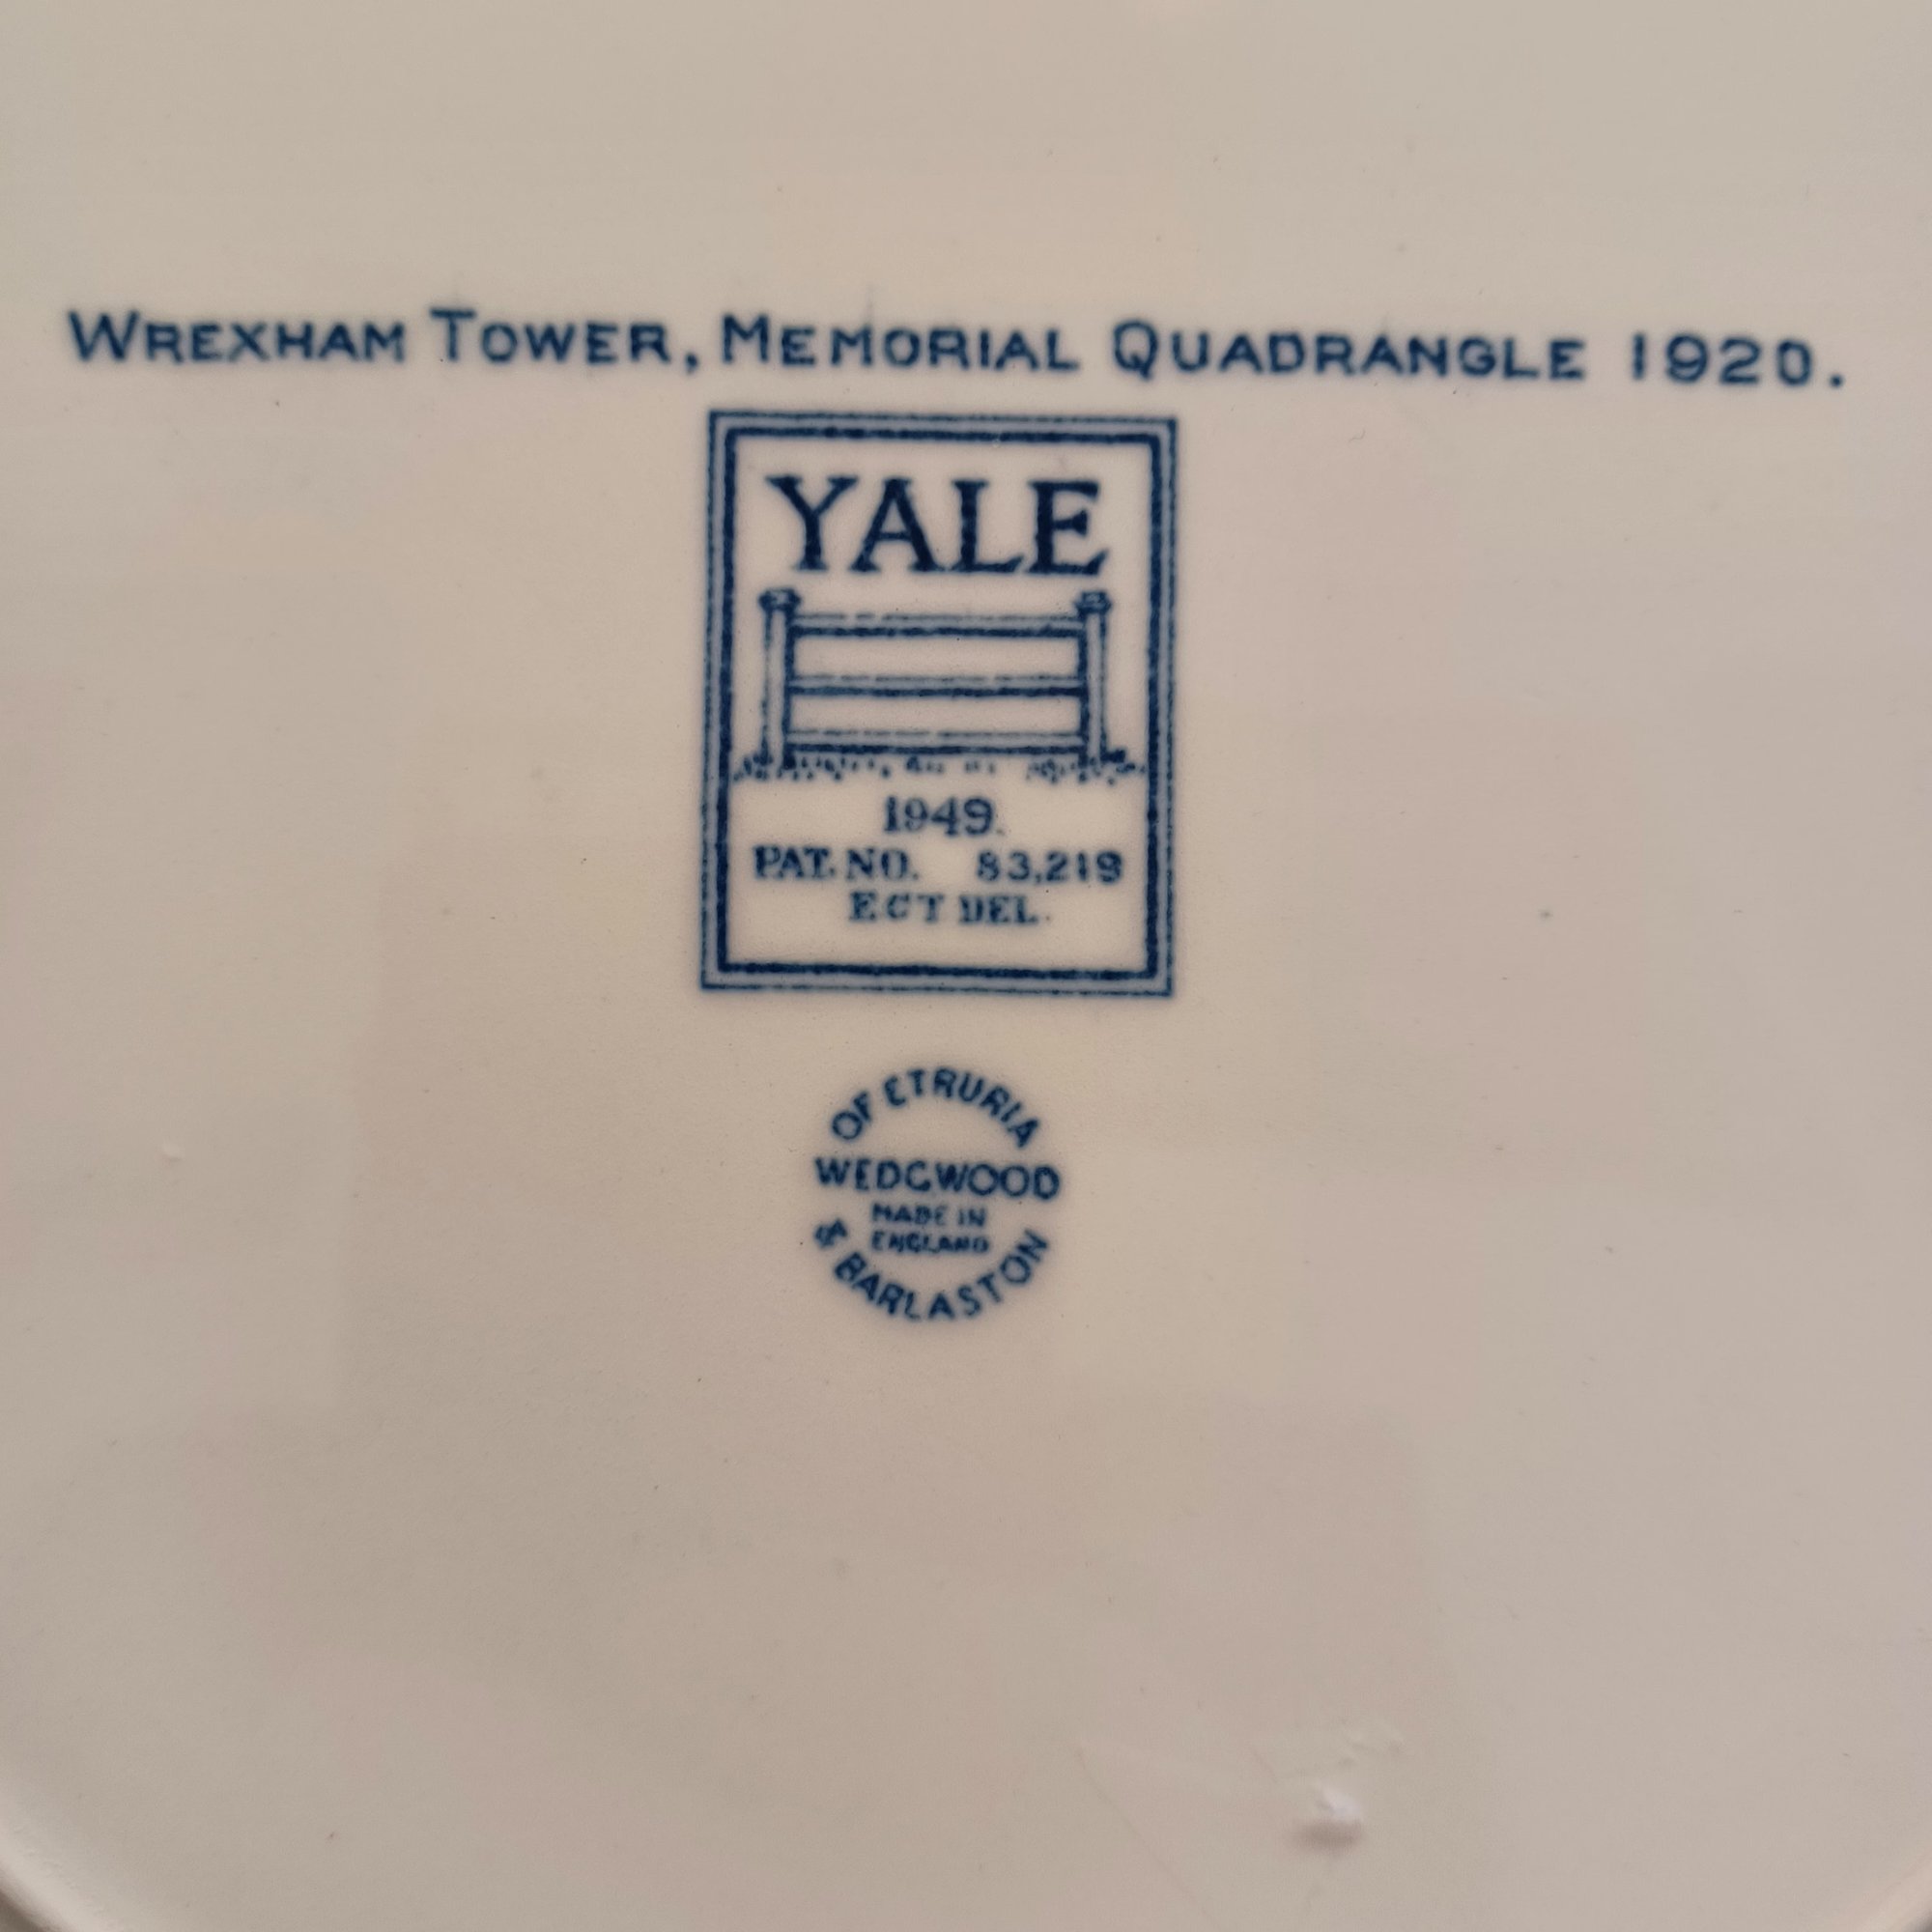 WREXHAM TOWER, MEMORIAL QUADRANGLE 1920.
YALE
1949.
PAT. NO. 83,219
ECT DEL.
OF ETRURIA
WEDGWOOD
MADE IN
ENGLAND
& BARLASTON